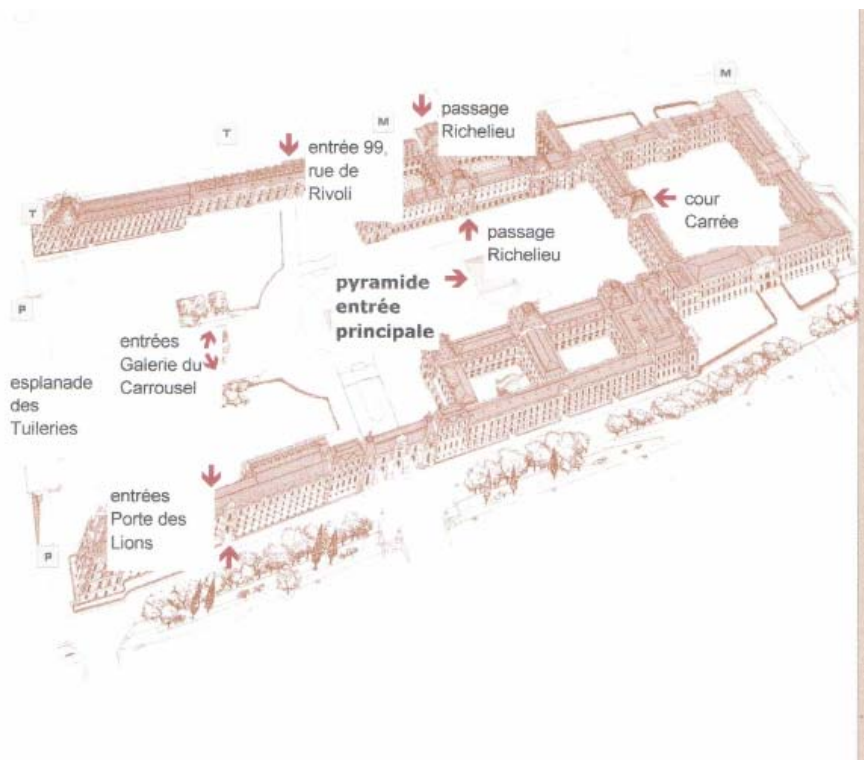 M
passage
Richelieu
M
T
entrée 99,
rue de
Rivoli
T
cour
Carrée
passage
Richelieu
pyramide
entrée
principale
P
entrées
Galerie du
Carrousel
esplanade
des
Tuileries
entrées
Porte des
Lions
P